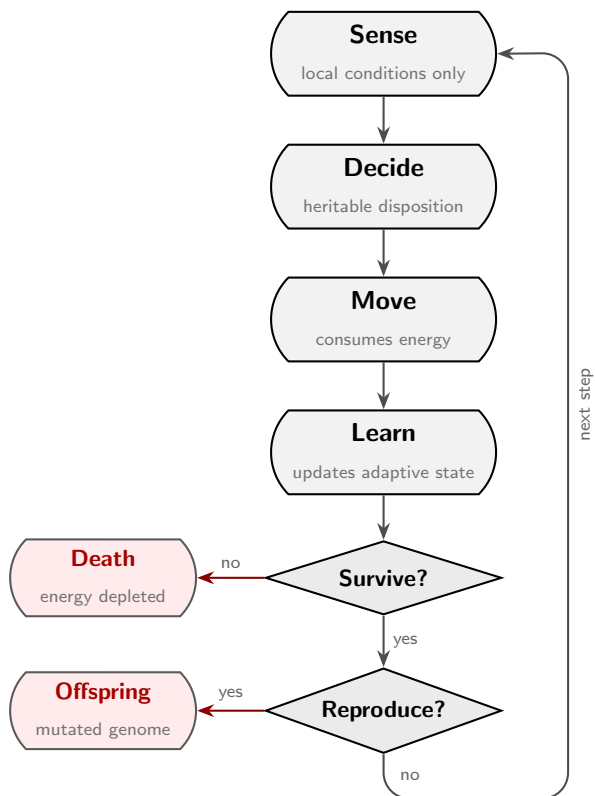 Sense
local conditions only
Decide
heritable disposition
Move
consumes energy
next step
Learn
updates adaptive state
Death
energy depleted
no
Survive?
yes
Offspring
mutated genome
yes
Reproduce?
no